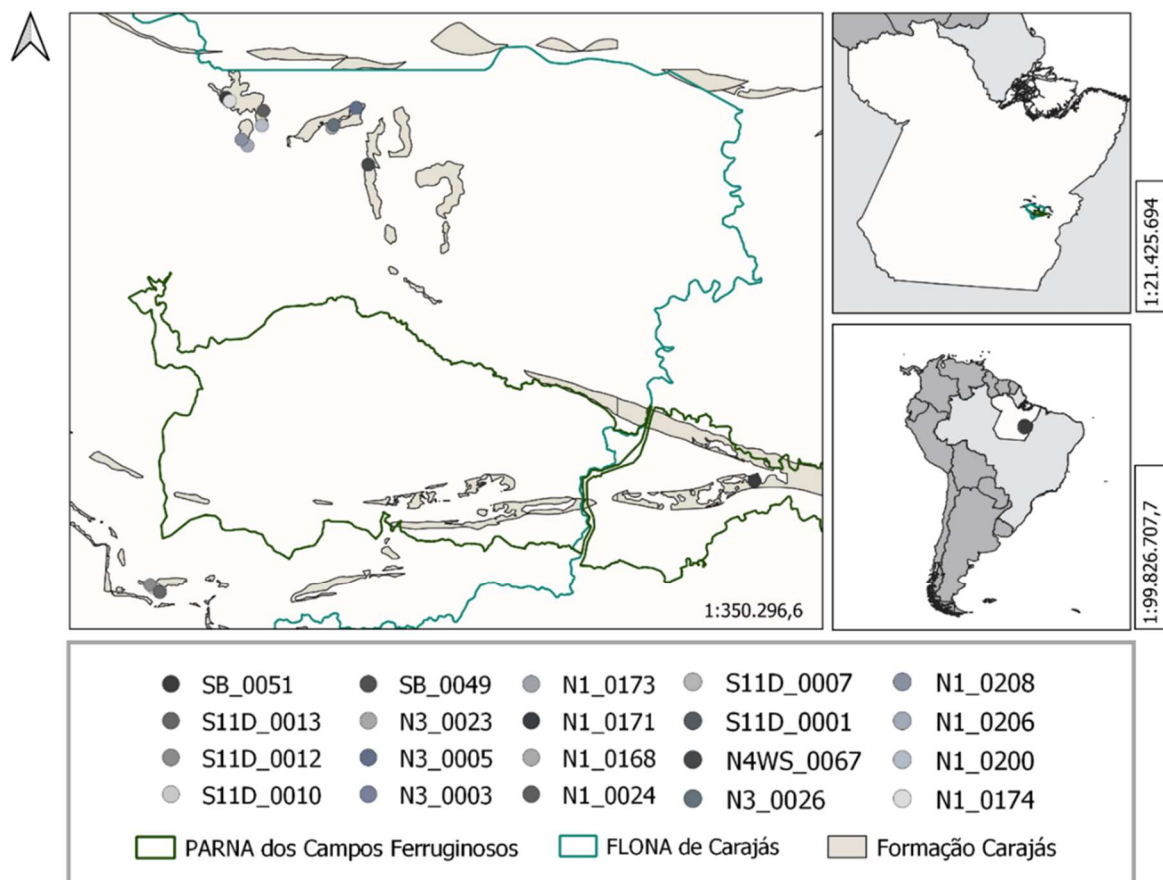 1:21.425.694
1:350.296,6
1:99.826.707,7
SB_0051 SB_0049 N1_0173 S11D_0007 N1_0208
S11D_0013 N3_0023 N1_0171 S11D_0001 N1_0206
S11D_0012 N3_0005 N1_0168 N4WS_0067 N1_0200
S11D_0010 N3_0003 N1_0024 N3_0026 N1_0174
PARNA dos Campos Ferruginosos FLONA de Carajás Formação Carajás